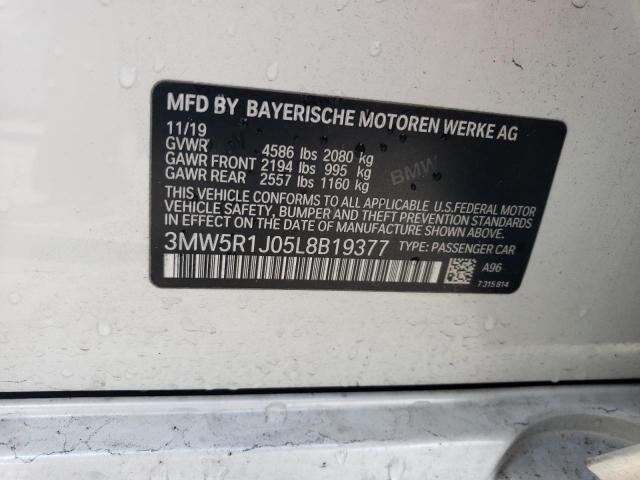 MFD BY BAYERISCHE MOTOREN WERKE AG
11/19
GVWR 4586 lbs 2080 kg
GAWR FRONT 2194 lbs 995 kg
GAWR REAR 2557 lbs 1160 kg
BMW
THIS VEHICLE CONFORMS TO ALL APPLICABLE U.S.FEDERAL MOTOR
VEHICLE SAFETY, BUMPER AND THEFT PREVENTION STANDARDS
IN EFFECT ON THE DATE OF MANUFACTURE SHOWN ABOVE.
3MW5R1J05L8B19377 TYPE: PASSENGER CAR
A96
7 315 814